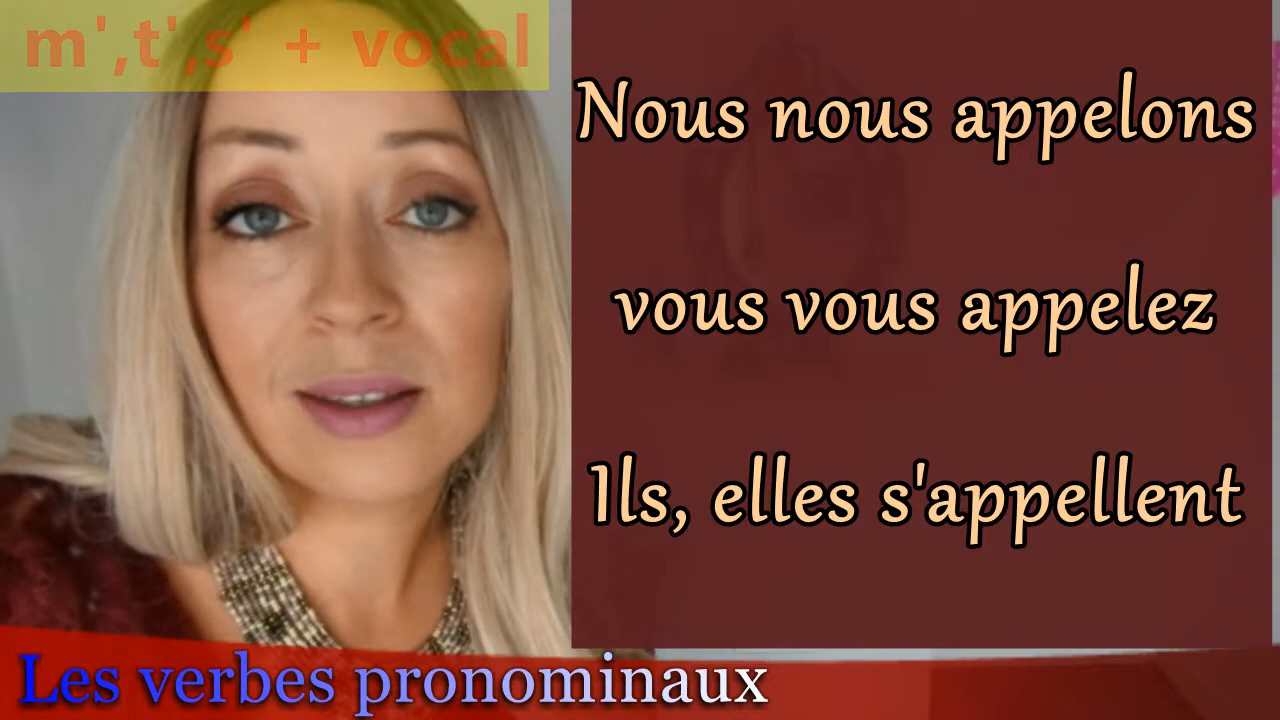 m',t',s' + vocal
Nous nous appelons
vous vous appelez
Ils, elles s'appellent
Les verbes pronominaux